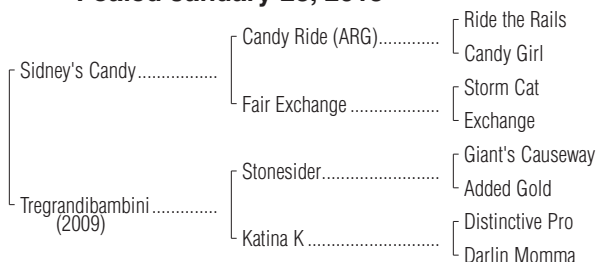 Foaled January 23, 2013
Ride the Rails
Candy Ride (ARG)
Candy Girl
Sidney's Candy
Storm Cat
Fair Exchange
Exchange
Giant's Causeway
Stonesider
Added Gold
Tregrandibambini
(2009)
Distinctive Pro
Katina K
Darlin Momma